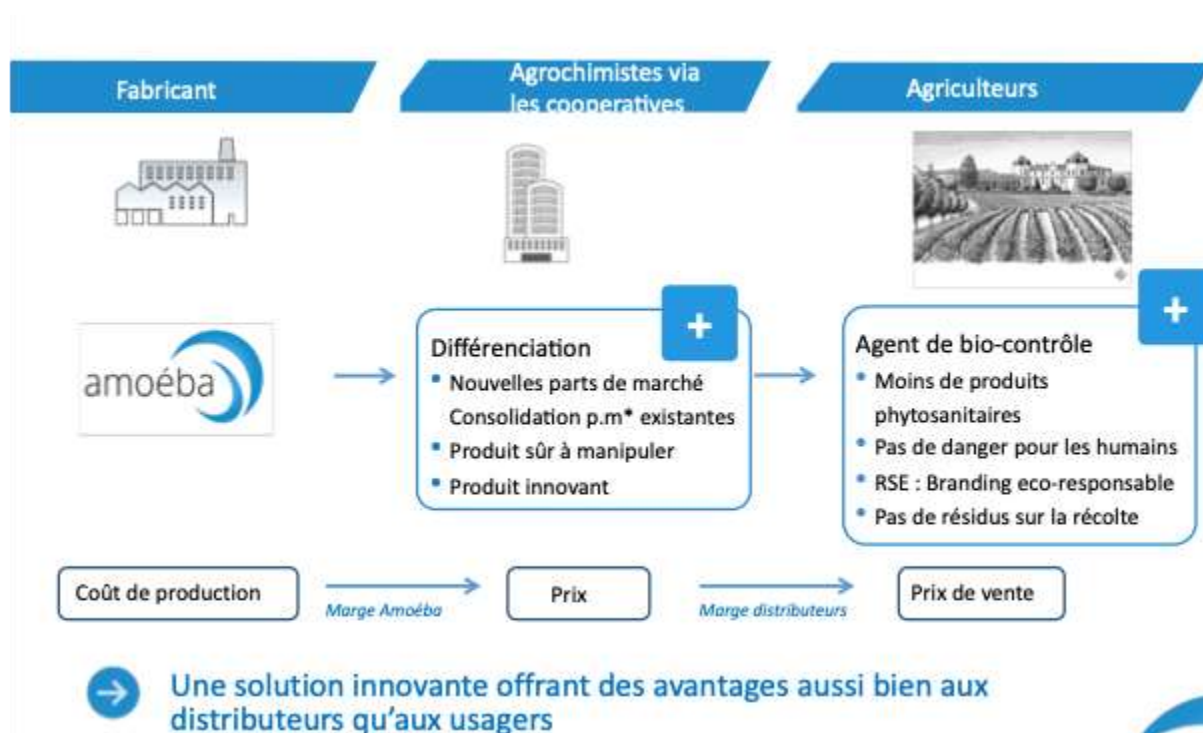 Fabricant
Agrochimistes via
les cooperatives
Agriculteurs
amoéba
Différenciation
Nouvelles parts de marché
Consolidation p.m* existantes
Produit sûr à manipuler
Produit innovant
+
Agent de bio-contrôle
Moins de produits
phytosanitaires
Pas de danger pour les humains
RSE : Branding eco-responsable
Pas de résidus sur la récolte
+
Coût de production
Marge Amoéba
Prix
Marge distributeurs
Prix de vente
Une solution innovante offrant des avantages aussi bien aux
distributeurs qu'aux usagers